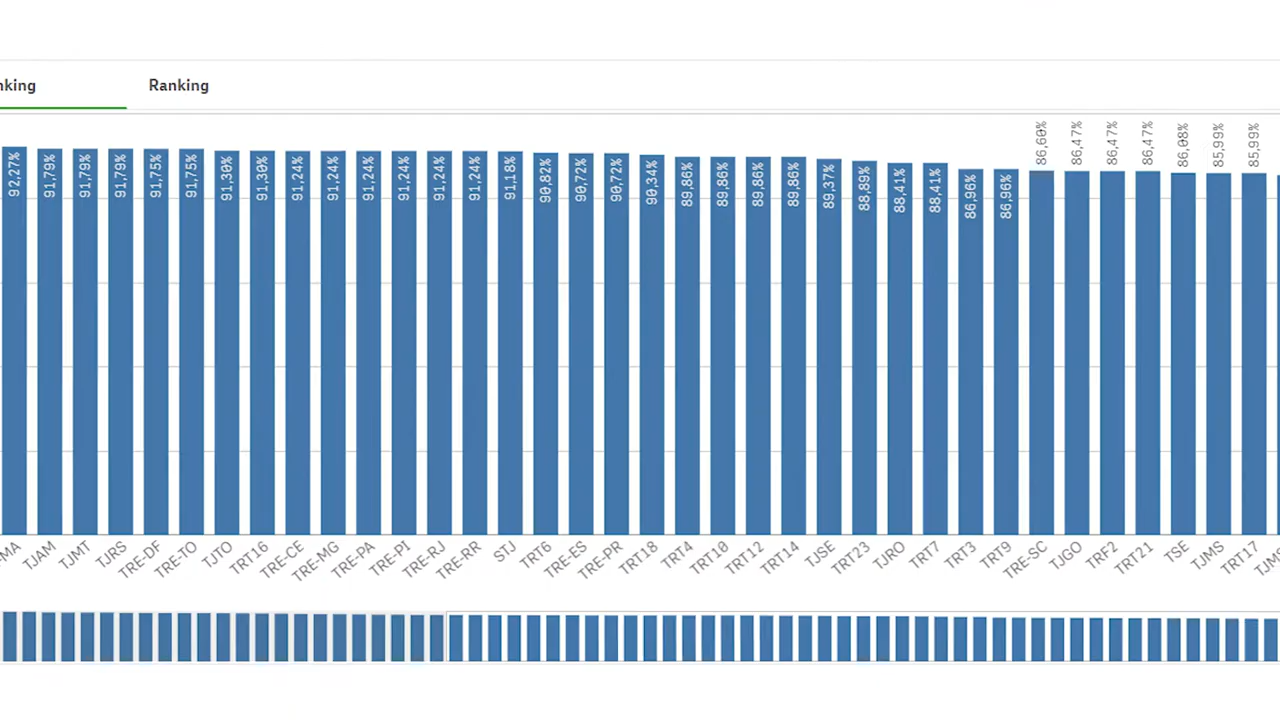 nking
Ranking
92,27% 91,79% 91,79% 91,79% 91,75% 91,75% 91,30% 91,30% 91,24% 91,24% 91,24% 91,24% 91,24% 91,24% 91,18% 90,82% 90,72% 90,72% 90,34% 89,86% 89,86% 89,86% 89,86% 89,37% 88,89% 88,41% 88,41% 86,96% 86,96% 86,60% 86,47% 86,47% 86,47% 86,08% 85,99% 85,99%
-MA TJAM TJMT TJRS TRE-DF TRE-TO TJTO TRT16 TRE-CE TRE-MG TRE-PA TRE-PI TRE-RJ TRE-RR STJ TRT6 TRE-ES TRE-PR TRT18 TRT4 TRT10 TRT12 TRT14 TJSE TRT23 TJRO TRT7 TRT3 TRT9 TRE-SC TJGO TRF2 TRT21 TSE TJMS TRT17 TJMS